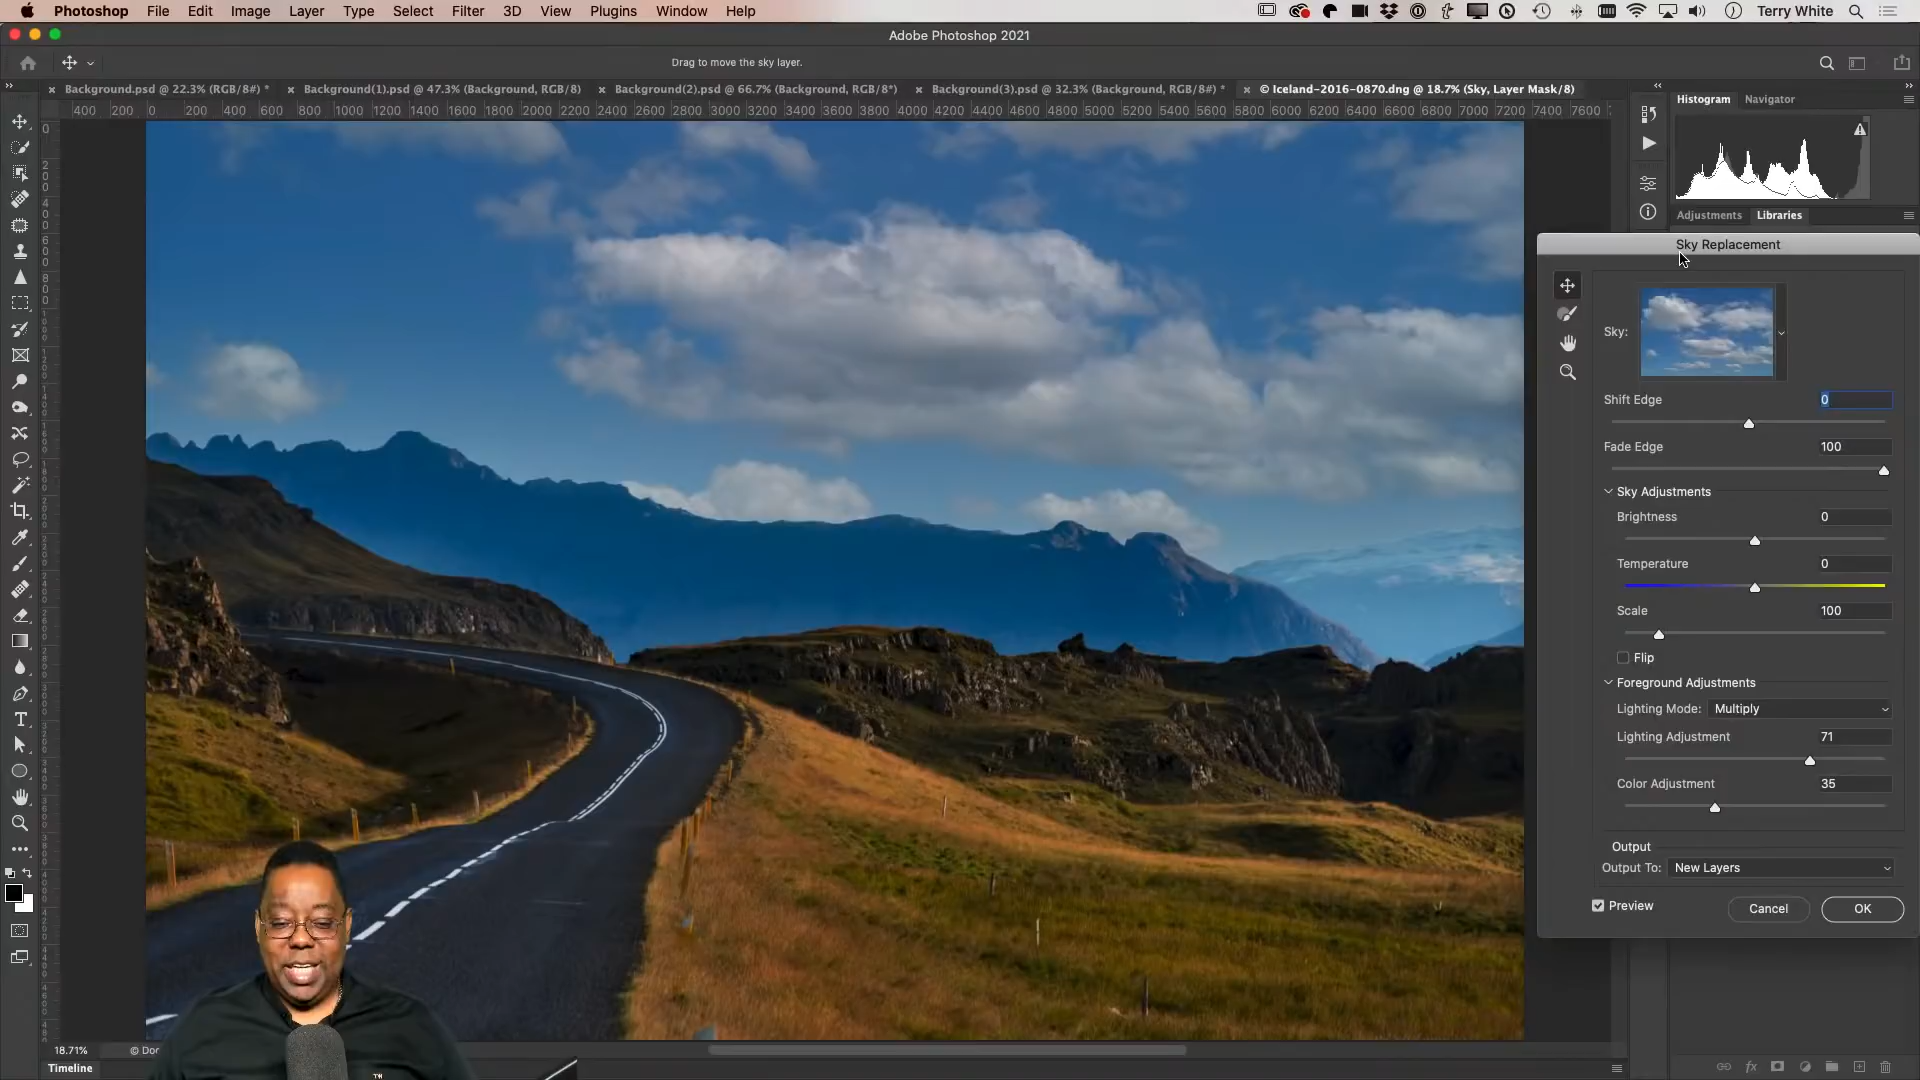 Photoshop File Edit Image Layer Type Select Filter 3D View Plugins Window Help Terry White
Adobe Photoshop 2021
Drag to move the sky layer.
Background.psd @ 22.3% (RGB/8#) * Background(1).psd @ 47.3% (Background, RGB/8) Background(2).psd @ 66.7% (Background, RGB/8*) Background(3).psd @ 32.3% (Background, RGB/8#) * © Iceland-2016-0870.dng @ 18.7% (Sky, Layer Mask/8)
Histogram Navigator
400 200 0 200 400 600 800 1000 1200 1400 1600 1800 2000 2200 2400 2600 2800 3000 3200 3400 3600 3800 4000 4200 4400 4600 4800 5000 5200 5400 5600 5800 6000 6200 6400 6600 6800 7000 7200 7400 7600
Adjustments Libraries
Sky Replacement
Sky:
Shift Edge 0
Fade Edge 100
Sky Adjustments
Brightness 0
Temperature 0
Scale 100
Flip
Foreground Adjustments
Lighting Mode: Multiply
Lighting Adjustment 71
Color Adjustment 35
Output
Output To: New Layers
Preview Cancel OK
18.71% © Doc
Timeline